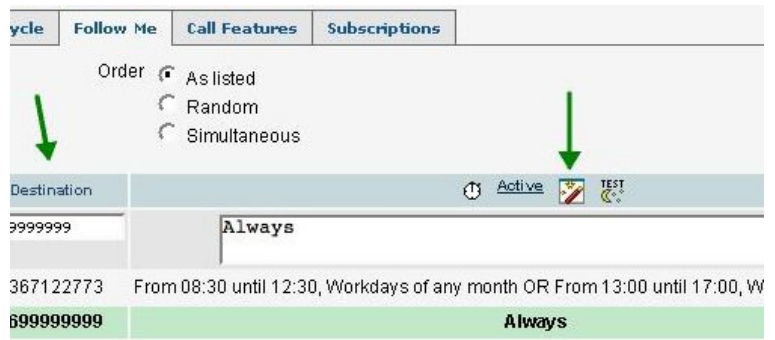 ycle Follow Me Call Features Subscriptions
Order As listed
Random
Simultaneous
Destination Active TEST
9999999 Always
367122773 From 08:30 until 12:30, Workdays of any month OR From 13:00 until 17:00, W
699999999 Always